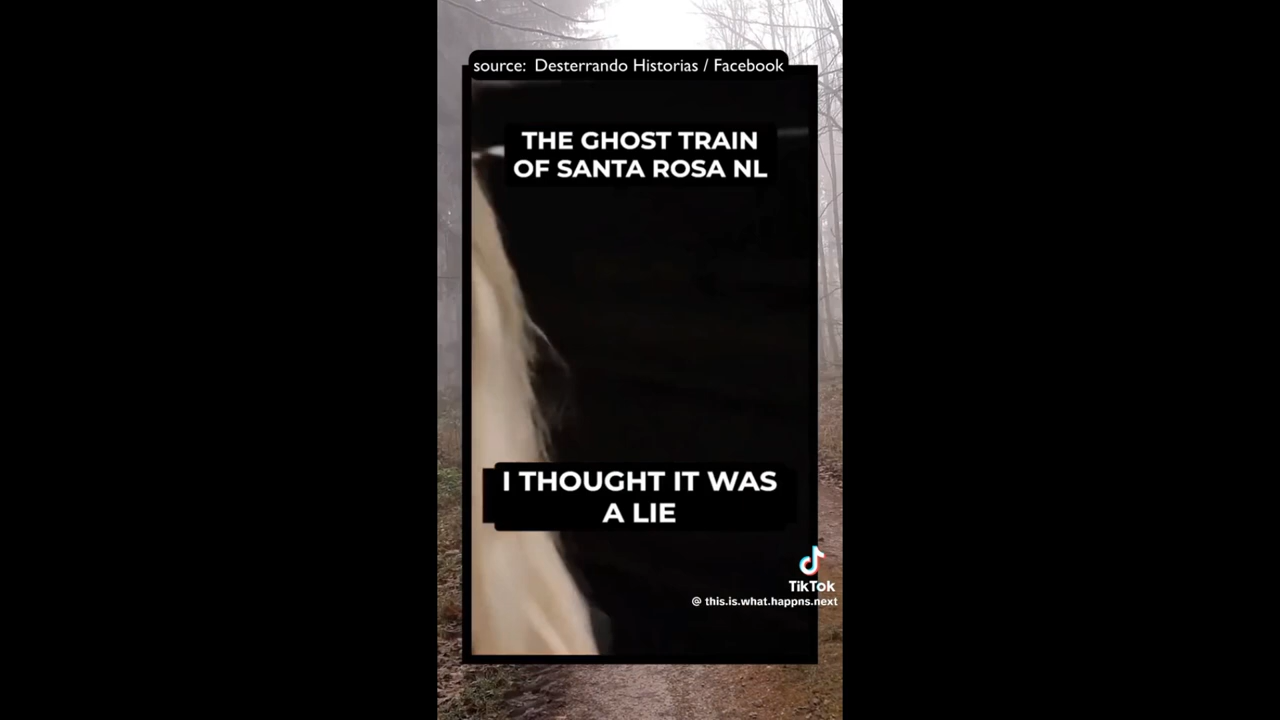 source: Desterrando Historias / Facebook
THE GHOST TRAIN
OF SANTA ROSA NL
I THOUGHT IT WAS
A LIE
TikTok
@ this.is.what.happns.next